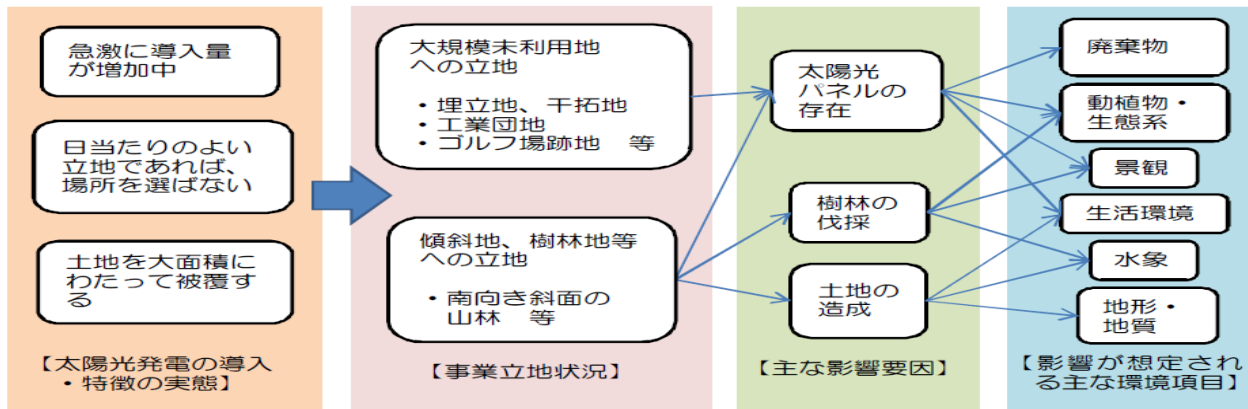 急激に導入量
が増加中
日当たりのよい
立地であれば、
場所を選ばない
土地を大面積に
わたって被覆す
る
【太陽光発電の導入
・特徴の実態】
大規模未利用地
への立地
・埋立地、干拓地
・工業団地
・ゴルフ場跡地　等
傾斜地、樹林地等
への立地
・南向き斜面の
山林　等
【事業立地状況】
太陽光
パネルの
存在
樹林の
伐採
土地の
造成
【主な影響要因】
廃棄物
動植物・
生態系
景観
生活環境
水象
地形・
地質
【影響が想定され
る主な環境項目】